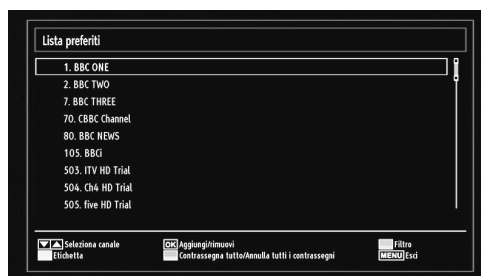 Lista preferiti
1. BBC ONE
2. BBC TWO
7. BBC THREE
70. CBBC Channel
80. BBC NEWS
105. BBCi
503. ITV HD Trial
504. Ch4 HD Trial
505. five HD Trial
Seleziona canale OK Aggiungi/rimuovi Filtro
Etichetta Contrassegna tutto/Annulla tutti i contrassegni MENU Esci